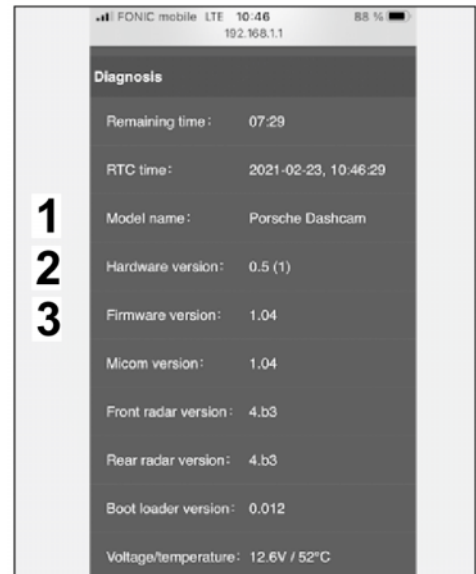 FONIC mobile LTE 10:46 88 %
192.168.1.1
Diagnosis
Remaining time: 07:29
RTC time: 2021-02-23, 10:46:29
1 Model name: Porsche Dashcam
2 Hardware version: 0.5 (1)
3 Firmware version: 1.04
Micom version: 1.04
Front radar version: 4.b3
Rear radar version: 4.b3
Boot loader version: 0.012
Voltage/temperature: 12.6V / 52°C